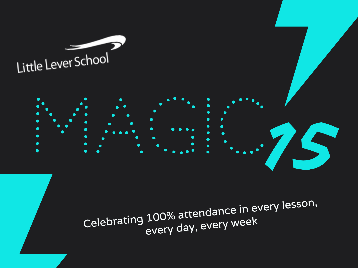 Little Lever School
MAGIC 15
Celebrating 100% attendance in every lesson,
every day, every week